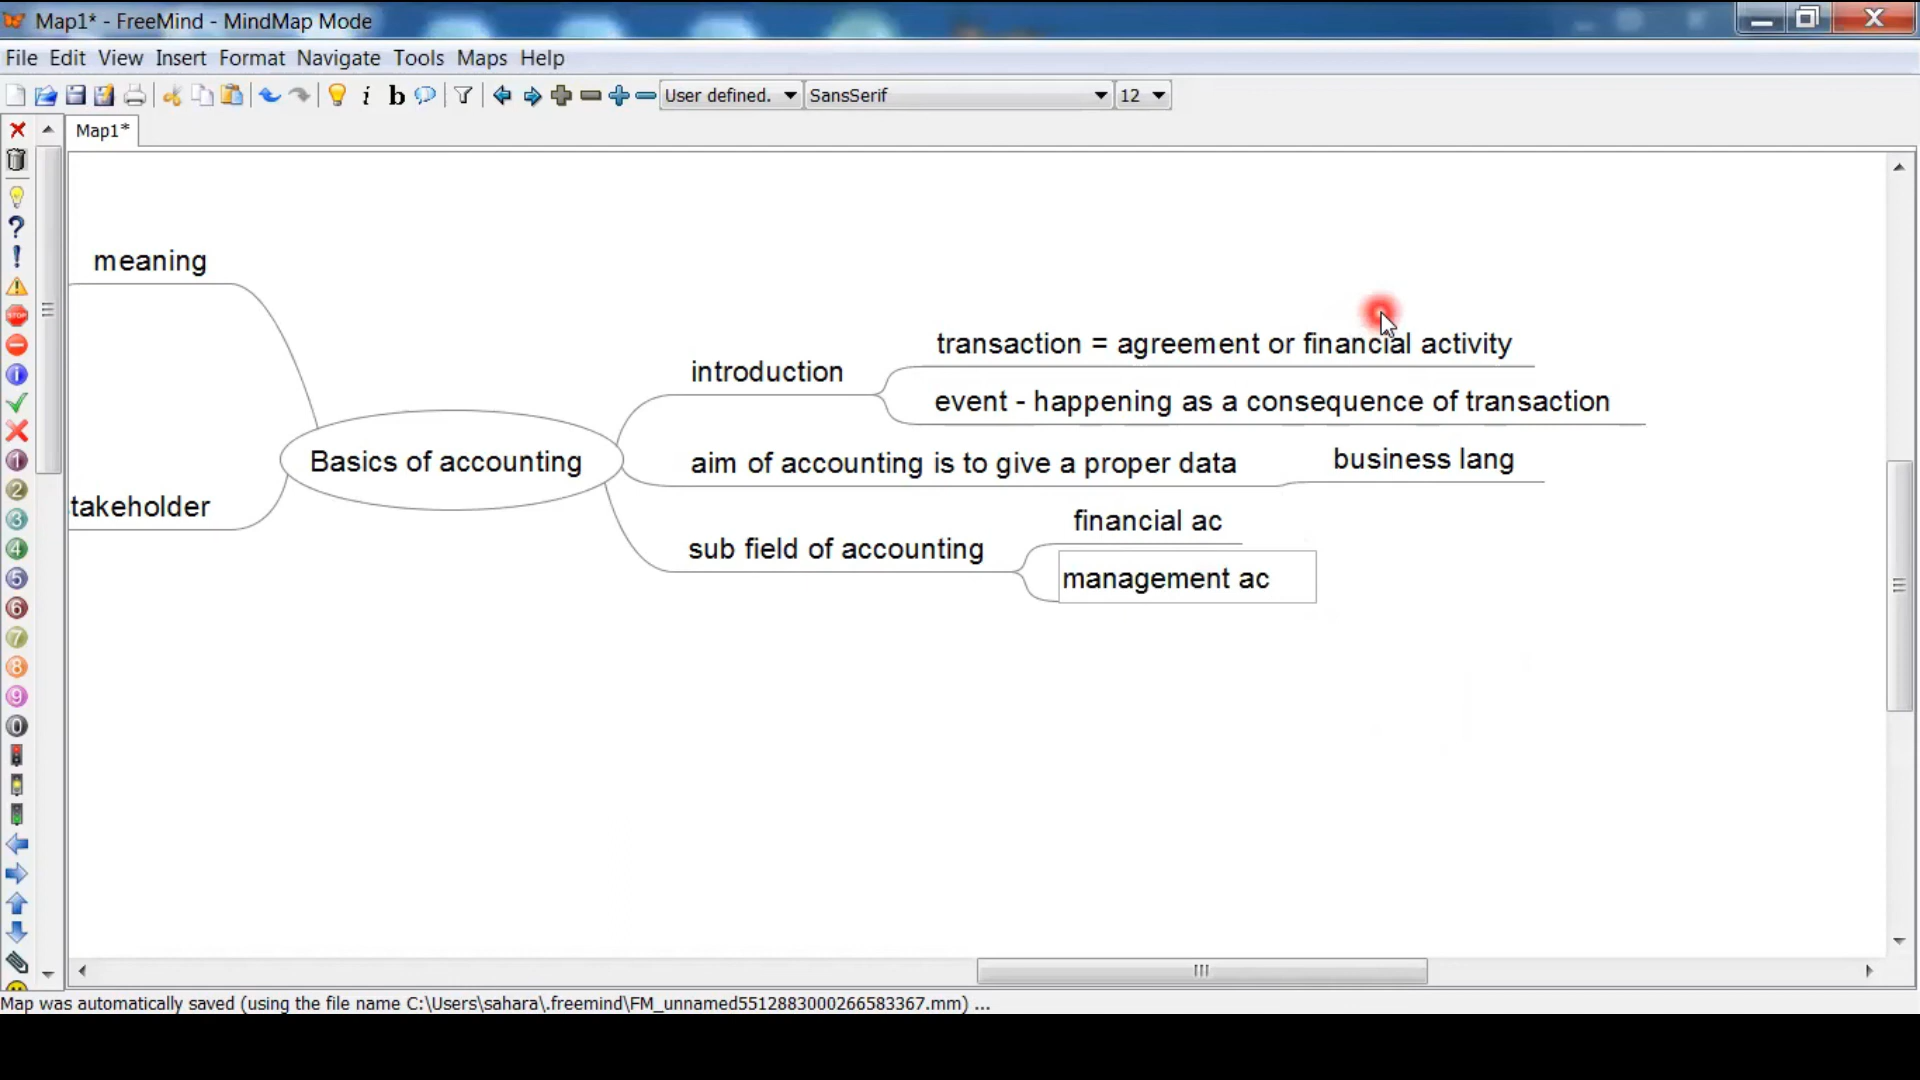 Map1* - FreeMind - MindMap Mode
File Edit View Insert Format Navigate Tools Maps Help
User defined. SansSerif 12
Map1*
meaning
transaction = agreement or financial activity
introduction
event - happening as a consequence of transaction
Basics of accounting
aim of accounting is to give a proper data
business lang
takeholder
financial ac
sub field of accounting
management ac
Map was automatically saved (using the file name C:\Users\sahara\.freemind\FM_unnamed5512883000266583367.mm) ...